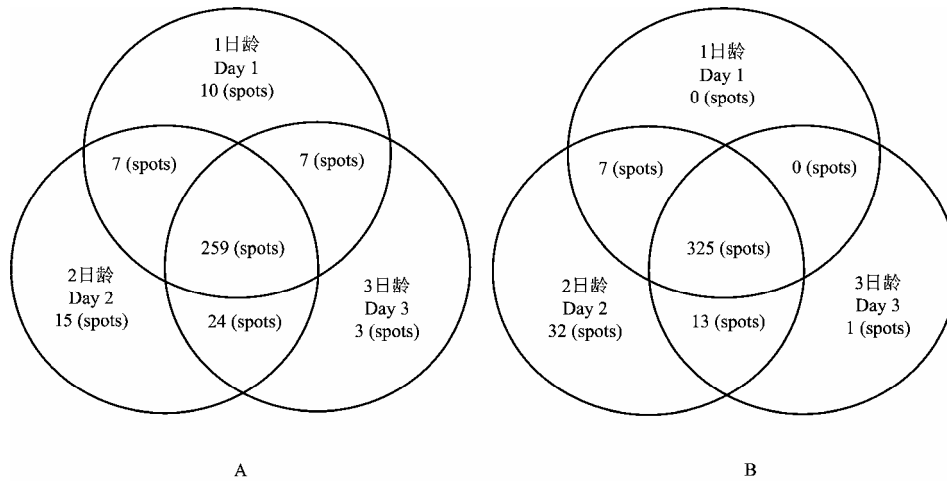 1日龄
Day 1
10 (spots)
7 (spots)
7 (spots)
259 (spots)
2日龄
Day 2
15 (spots)
24 (spots)
3日龄
Day 3
3 (spots)
A
1日龄
Day 1
0 (spots)
7 (spots)
0 (spots)
325 (spots)
2日龄
Day 2
32 (spots)
13 (spots)
3日龄
Day 3
1 (spots)
B